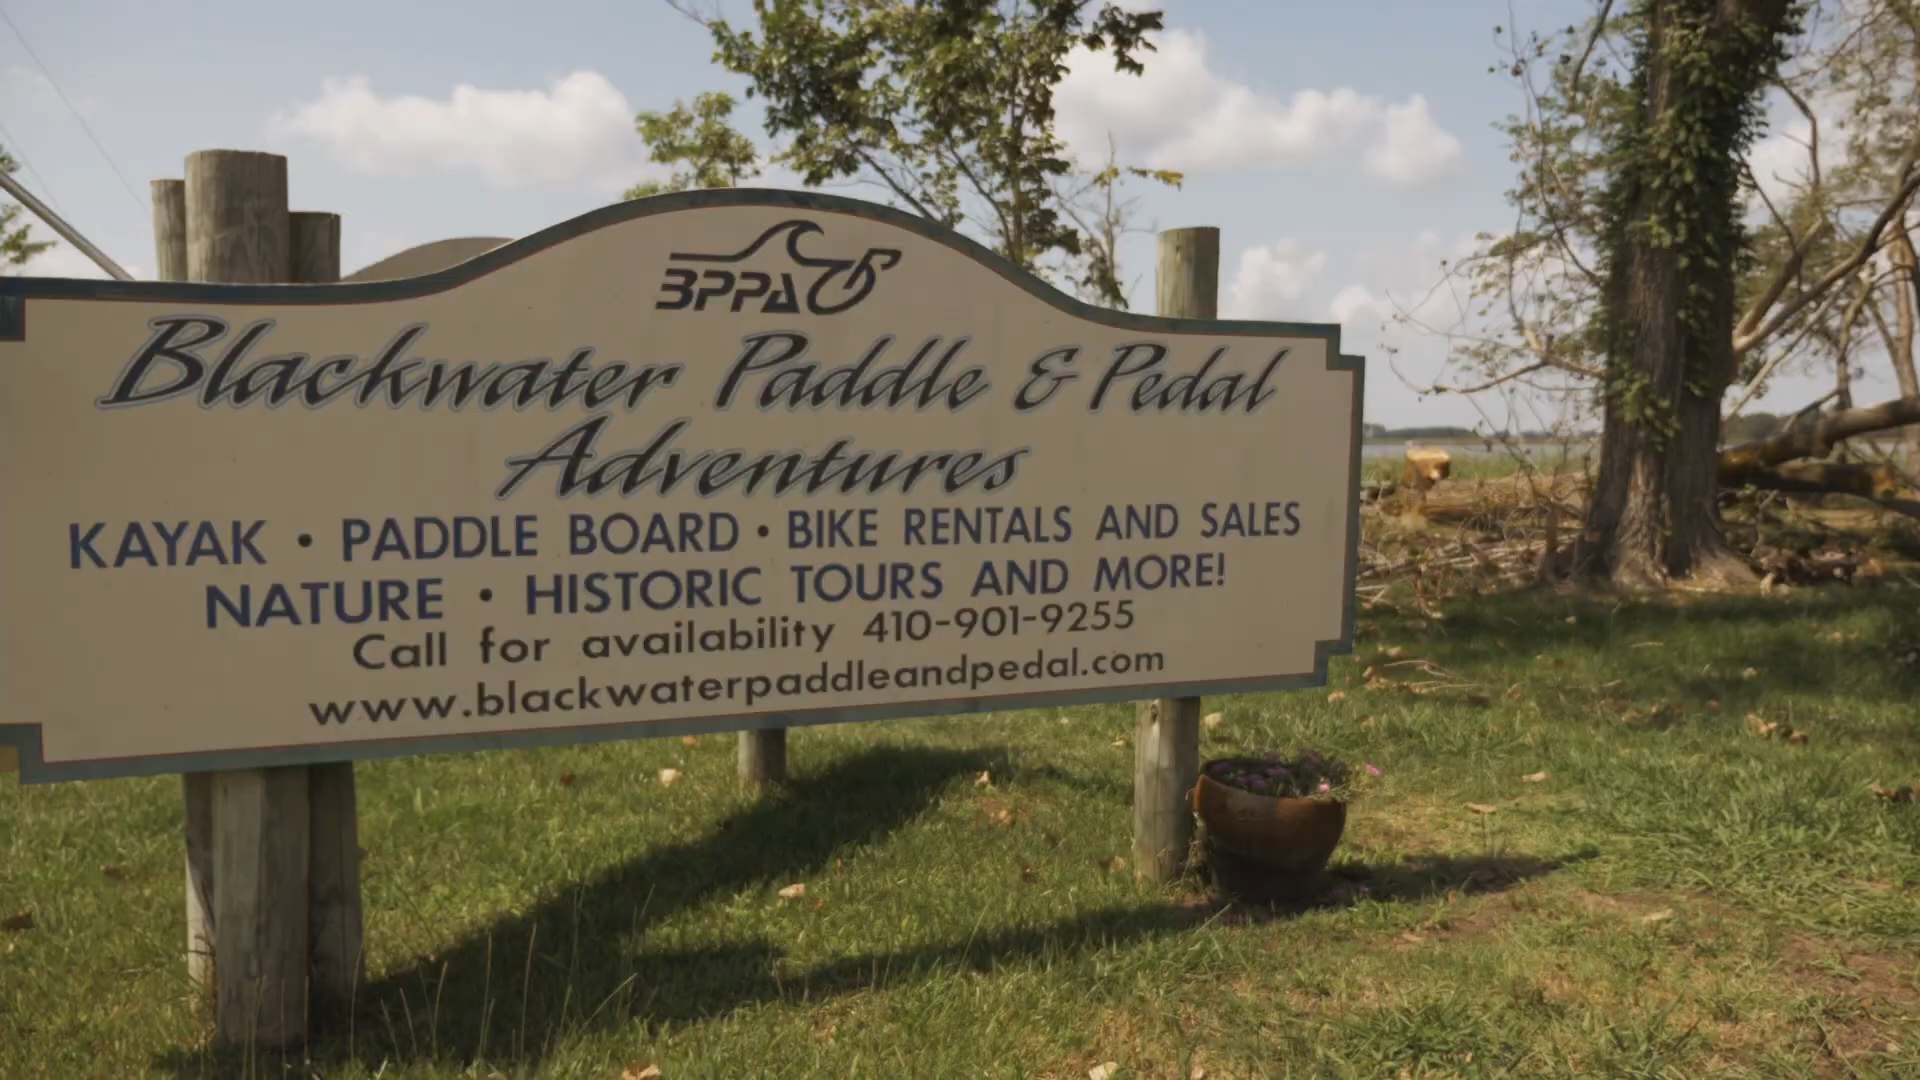 BPPA
Blackwater Paddle & Pedal
Adventures
KAYAK • PADDLE BOARD • BIKE RENTALS AND SALES
NATURE • HISTORIC TOURS AND MORE!
Call for availability 410-901-9255
www.blackwaterpaddleandpedal.com